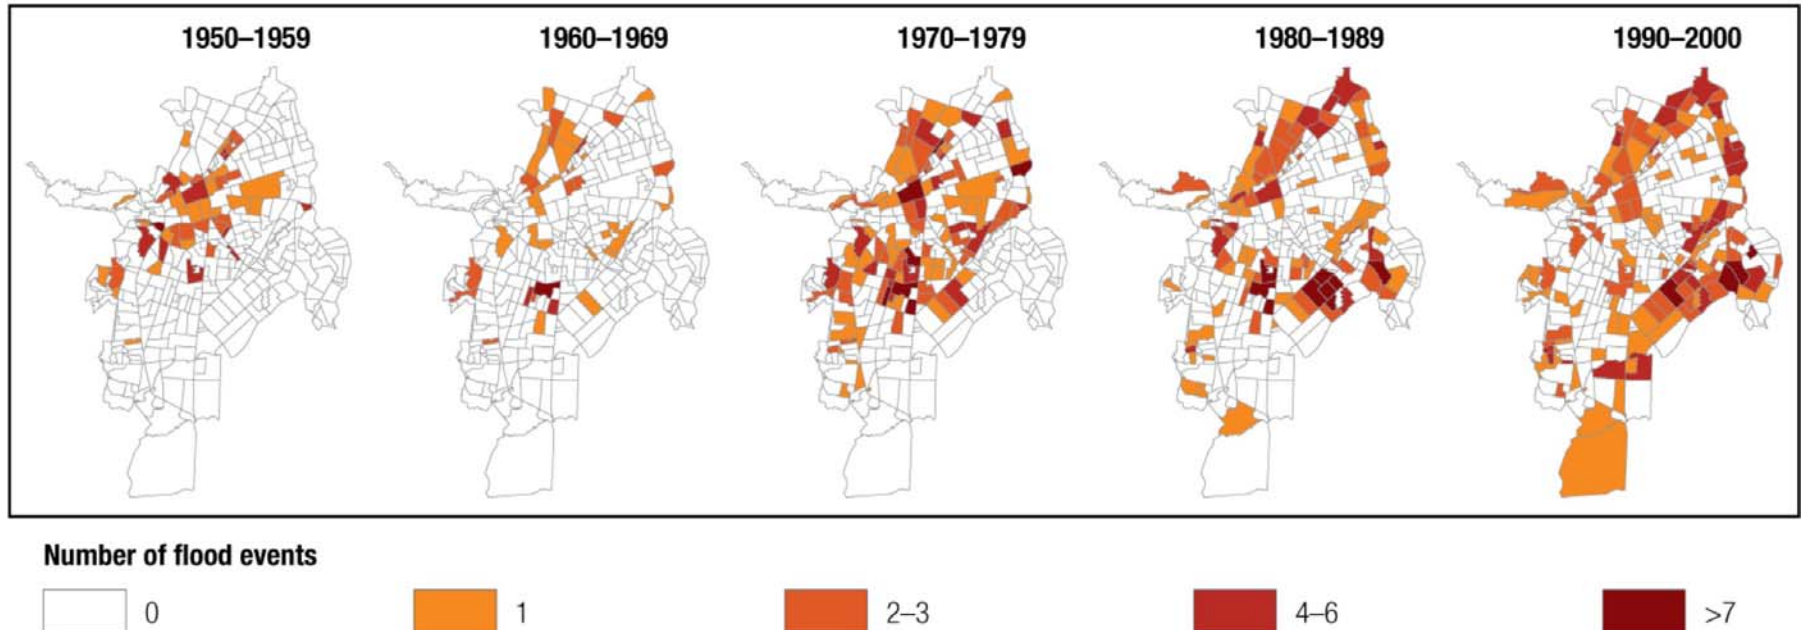 1950–1959 1960–1969 1970–1979 1980–1989 1990–2000
Number of flood events
0 1 2–3 4–6 >7